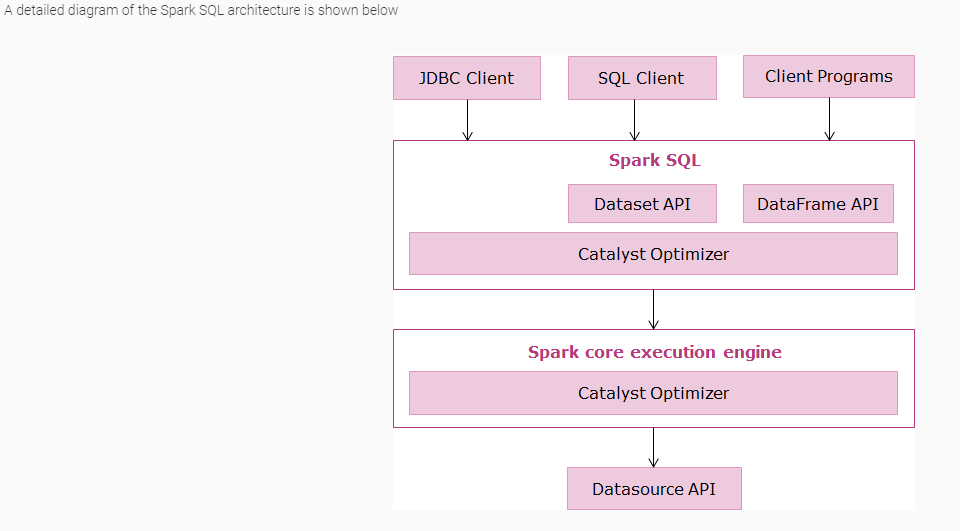 A detailed diagram of the Spark SQL architecture is shown below
JDBC Client
SQL Client
Client Programs
Spark SQL
Dataset API
DataFrame API
Catalyst Optimizer
Spark core execution engine
Catalyst Optimizer
Datasource API